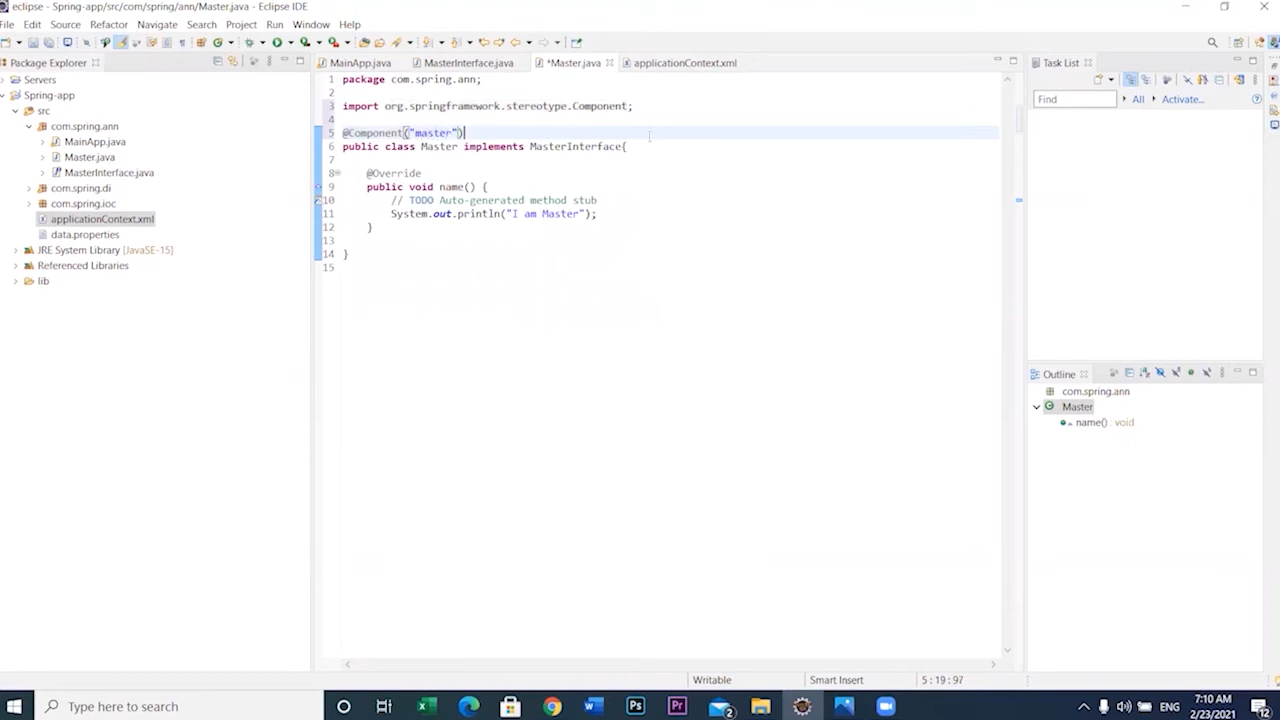 eclipse - Spring-app/src/com/spring/ann/Master.java - Eclipse IDE
File Edit Source Refactor Navigate Search Project Run Window Help
Package Explorer
Servers
Spring-app
src
com.spring.ann
MainApp.java
Master.java
MasterInterface.java
com.spring.di
com.spring.ioc
applicationContext.xml
data.properties
JRE System Library [JavaSE-15]
Referenced Libraries
lib
MainApp.java MasterInterface.java *Master.java applicationContext.xml
1 package com.spring.ann;
2
3 import org.springframework.stereotype.Component;
4
5 @Component("master")
6 public class Master implements MasterInterface{
7
8 @Override
9 public void name() {
10 // TODO Auto-generated method stub
11 System.out.println("I am Master");
12 }
13
14 }
15
Task List
Find All Activate...
Outline
com.spring.ann
Master
name() : void
Writable Smart Insert 5 : 19 : 97
Type here to search
Ps Pr 2 ENG 7:10 AM
2/23/2021 12